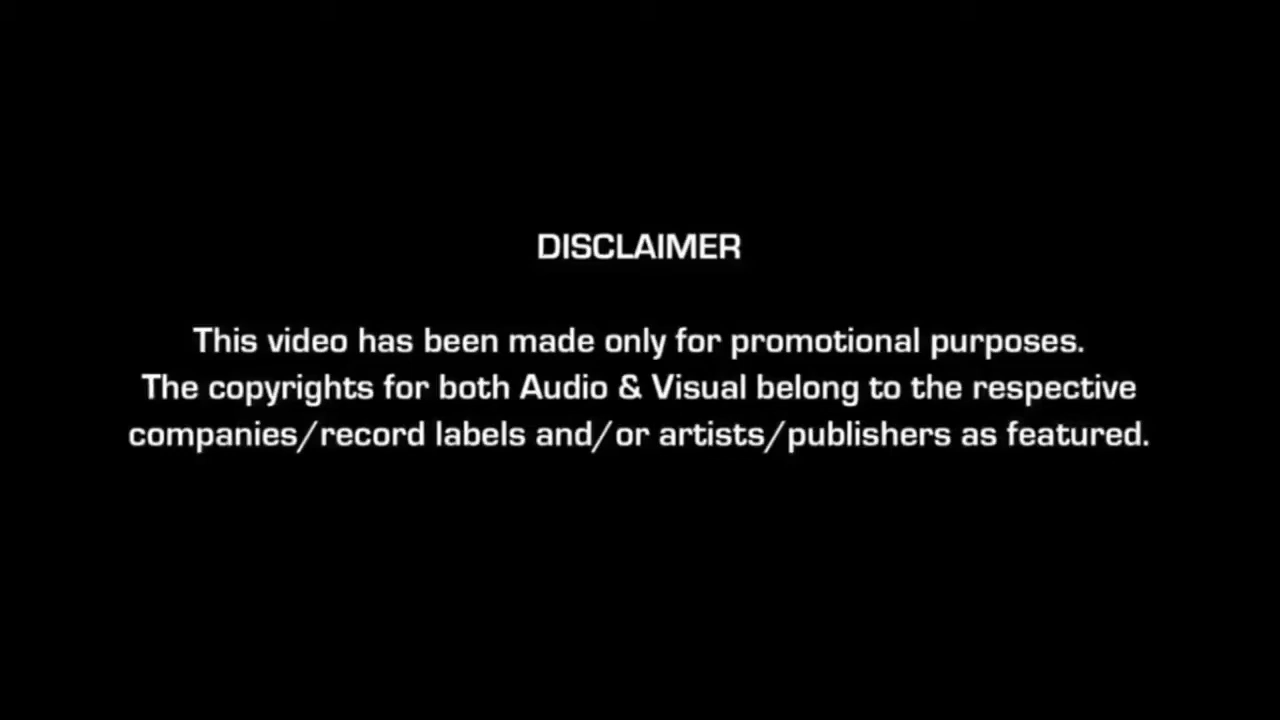 DISCLAIMER
This video has been made only for promotional purposes.
The copyrights for both Audio & Visual belong to the respective
companies/record labels and/or artists/publishers as featured.